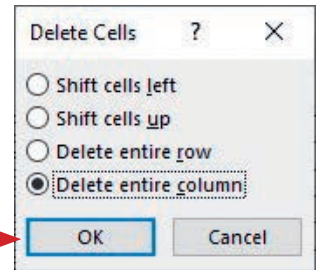 Delete Cells ? ×
Shift cells left
Shift cells up
Delete entire row
Delete entire column
OK Cancel